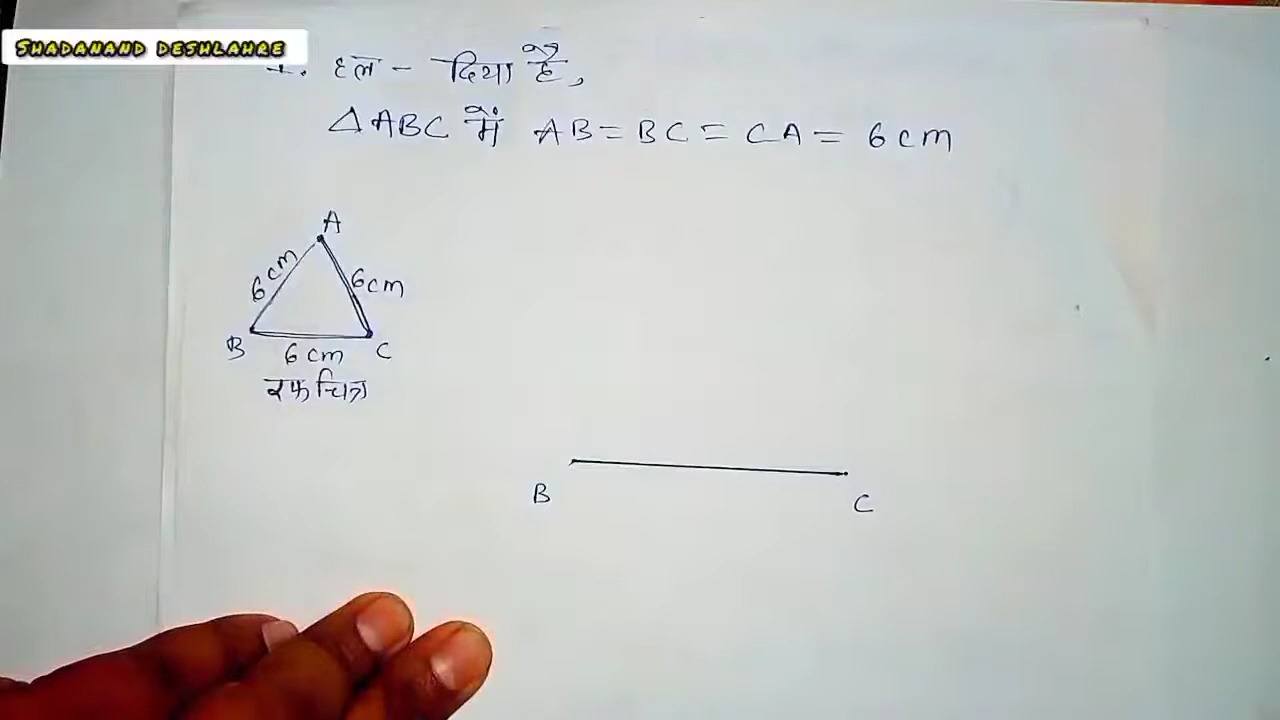 SHADANAND DESHLAHRE
हल - दिया है,
△ABC में AB = BC = CA = 6 cm
A
6 cm 6 cm
B 6 cm C
रफ चित्र
B C